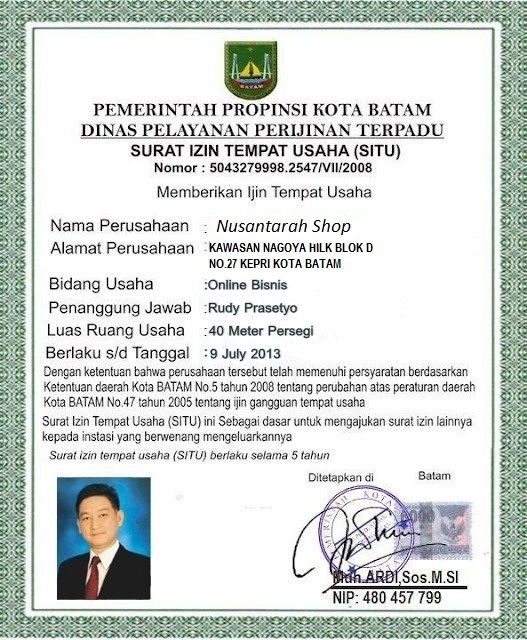 BATAM
PEMERINTAH PROPINSI KOTA BATAM
DINAS PELAYANAN PERIJINAN TERPADU
SURAT IZIN TEMPAT USAHA (SITU)
Nomor : 5043279998.2547/VII/2008
Memberikan Ijin Tempat Usaha
Nama Perusahaan : Nusantarah Shop
Alamat Perusahaan : KAWASAN NAGOYA HILK BLOK D
NO.27 KEPRI KOTA BATAM
Bidang Usaha :Online Bisnis
Penanggung Jawab :Rudy Prasetyo
Luas Ruang Usaha :40 Meter Persegi
Berlaku s/d Tanggal : 9 July 2013
Dengan ketentuan bahwa perusahaan tersebut telah memenuhi persyaratan berdasarkan
Ketentuan daerah Kota BATAM No.5 tahun 2008 tentang perubahan atas peraturan daerah
Kota BATAM No.47 tahun 2005 tentang ijin gangguan tempat usaha
Surat Izin Tempat Usaha (SITU) ini Sebagai dasar untuk mengajukan surat izin lainnya
kepada instasi yang berwenang mengeluarkannya
Surat izin tempat usaha (SITU) berlaku selama 5 tahun
Ditetapkan di Batam
Muh.ARDI,Sos.M.SI
NIP: 480 457 799